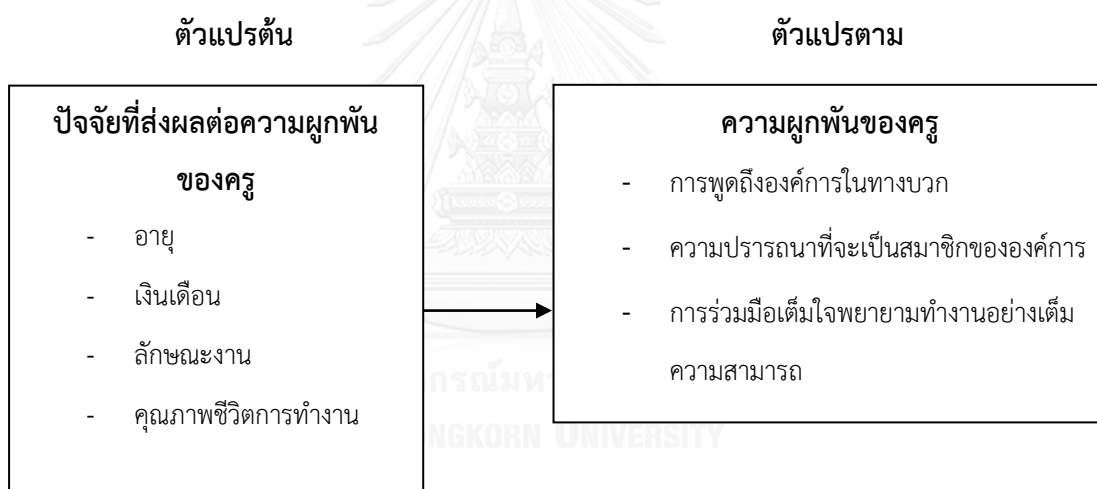 ตัวแปรต้น
ตัวแปรตาม
ปัจจัยที่ส่งผลต่อความผูกพัน
ของครู
- อายุ
- เงินเดือน
- ลักษณะงาน
- คุณภาพชีวิตการทำงาน
ความผูกพันของครู
- การพูดถึงองค์การในทางบวก
- ความปรารถนาที่จะเป็นสมาชิกขององค์การ
- การร่วมมือเต็มใจพยายามทำงานอย่างเต็ม
ความสามารถ
UNIVERSITY